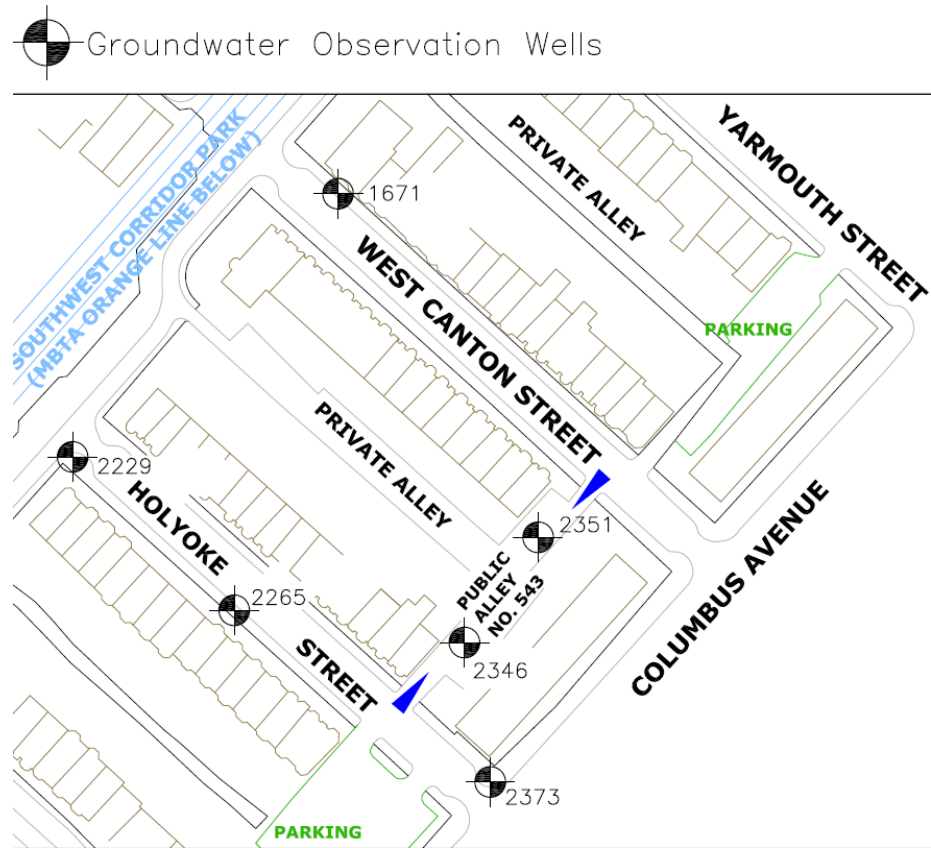 Groundwater Observation Wells
YARMOUTH STREET
PRIVATE ALLEY
SOUTHWEST CORRIDOR PARK
(MBTA ORANGE LINE BELOW)
1671
WEST CANTON STREET
PARKING
PRIVATE ALLEY
2229
HOLYOKE
STREET
2351
PUBLIC
ALLEY
NO. 543
COLUMBUS AVENUE
2265
2346
2373
PARKING